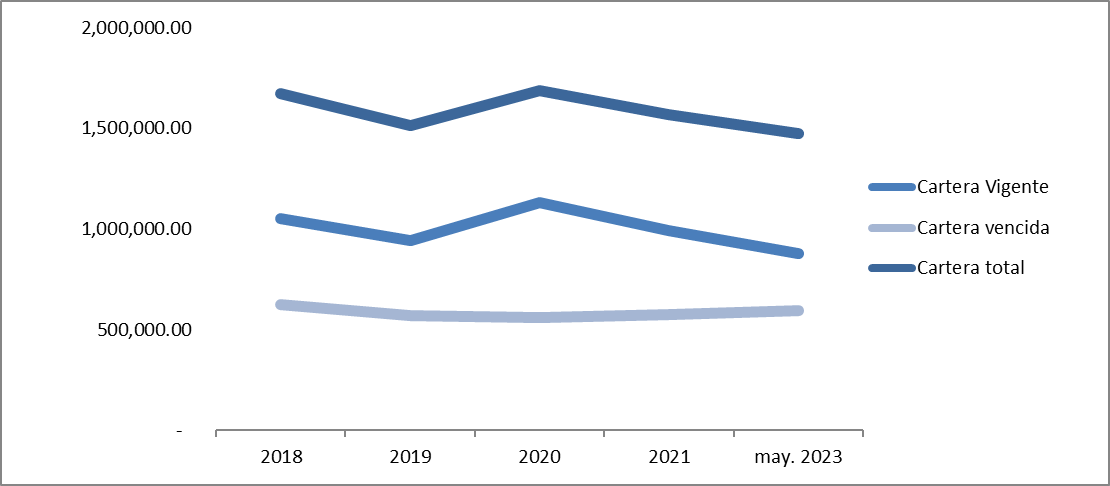 2,000,000.00
1,500,000.00
1,000,000.00
500,000.00
-
2018 2019 2020 2021 may. 2023
Cartera Vigente
Cartera vencida
Cartera total